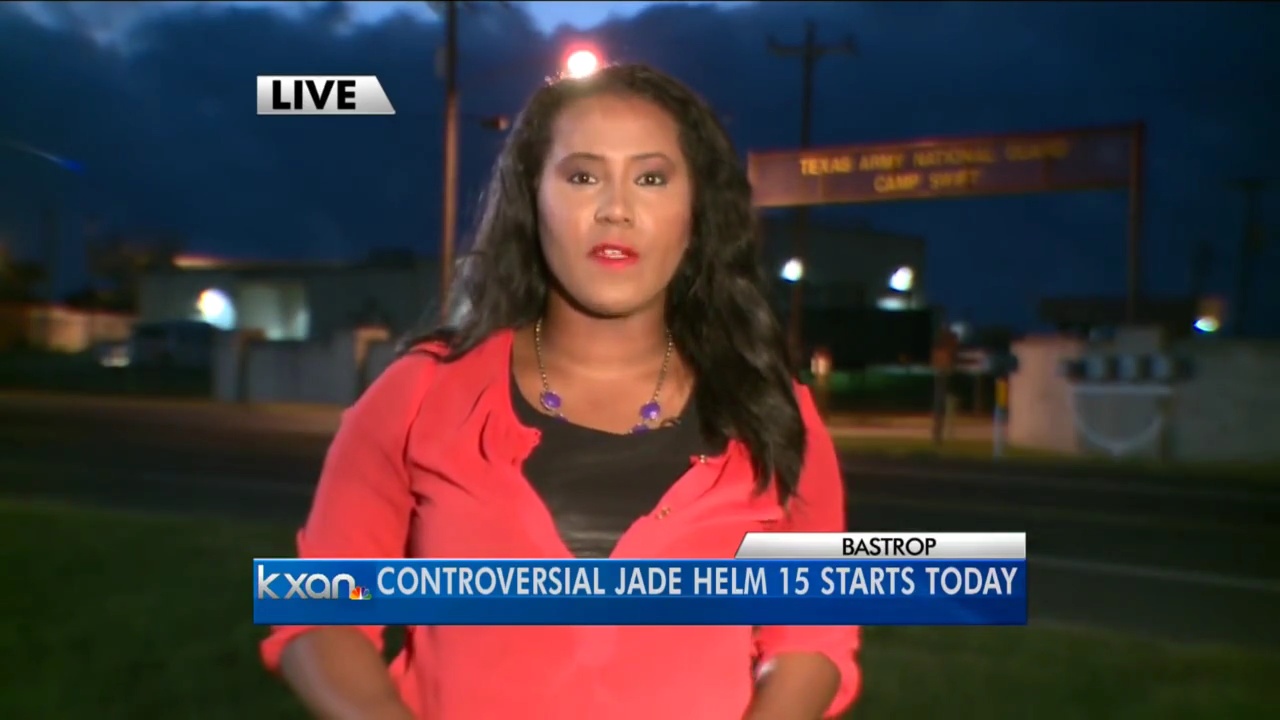 LIVE
TEXAS ARMY NATIONAL GUARD
CAMP SWIFT
BASTROP
kxan CONTROVERSIAL JADE HELM 15 STARTS TODAY